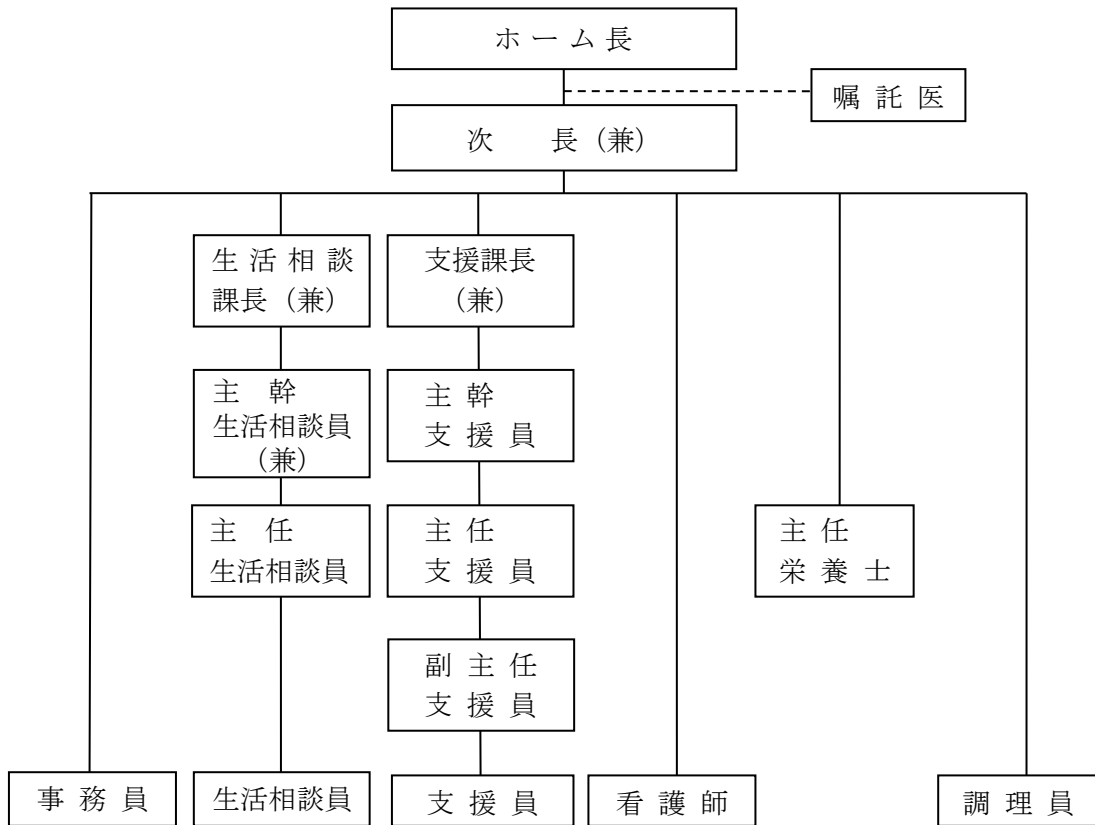 ホーム長
嘱託医
次　長（兼）
生活相談
課長（兼）
支援課長
（兼）
主　幹
生活相談員
（兼）
主幹
支援員
主　任
生活相談員
主任
支援員
主任
栄養士
副主任
支援員
事務員
生活相談員
支援員
看護師
調理員